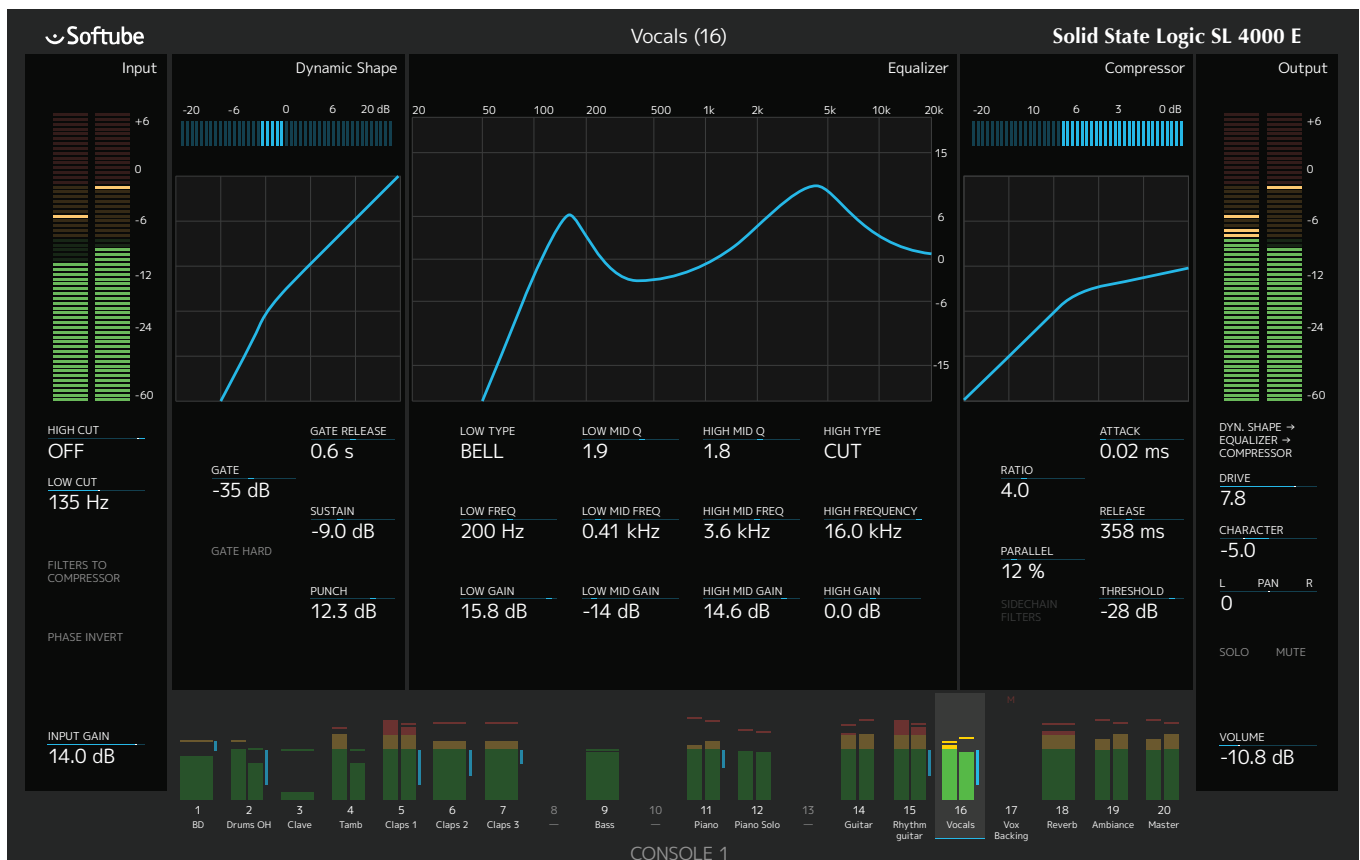 Softube
Vocals (16)
Solid State Logic SL 4000 E
Input
+6
0
-6
-12
-24
-60
HIGH CUT
OFF
LOW CUT
135 Hz
FILTERS TO
COMPRESSOR
PHASE INVERT
INPUT GAIN
14.0 dB
Dynamic Shape
-20 -6 0 6 20 dB
GATE RELEASE
0.6 s
GATE
-35 dB
SUSTAIN
-9.0 dB
GATE HARD
PUNCH
12.3 dB
Equalizer
20 50 100 200 500 1k 2k 5k 10k 20k
15
6
0
-6
-15
LOW TYPE LOW MID Q HIGH MID Q HIGH TYPE
BELL 1.9 1.8 CUT
LOW FREQ LOW MID FREQ HIGH MID FREQ HIGH FREQUENCY
200 Hz 0.41 kHz 3.6 kHz 16.0 kHz
LOW GAIN LOW MID GAIN HIGH MID GAIN HIGH GAIN
15.8 dB -14 dB 14.6 dB 0.0 dB
Compressor
-20 10 6 3 0 dB
ATTACK
0.02 ms
RATIO
4.0
RELEASE
358 ms
PARALLEL
12 %
THRESHOLD
-28 dB
SIDECHAIN
FILTERS
Output
+6
0
-6
-12
-24
-60
DYN. SHAPE →
EQUALIZER →
COMPRESSOR
DRIVE
7.8
CHARACTER
-5.0
L PAN R
0
SOLO MUTE
VOLUME
-10.8 dB
M
1 2 3 4 5 6 7 8 9 10 11 12 13 14 15 16 17 18 19 20
BD Drums OH Clave Tamb Claps 1 Claps 2 Claps 3 — Bass — Piano Piano Solo — Guitar Rhythm Vocals Vox Reverb Ambiance Master
guitar Backing
CONSOLE 1